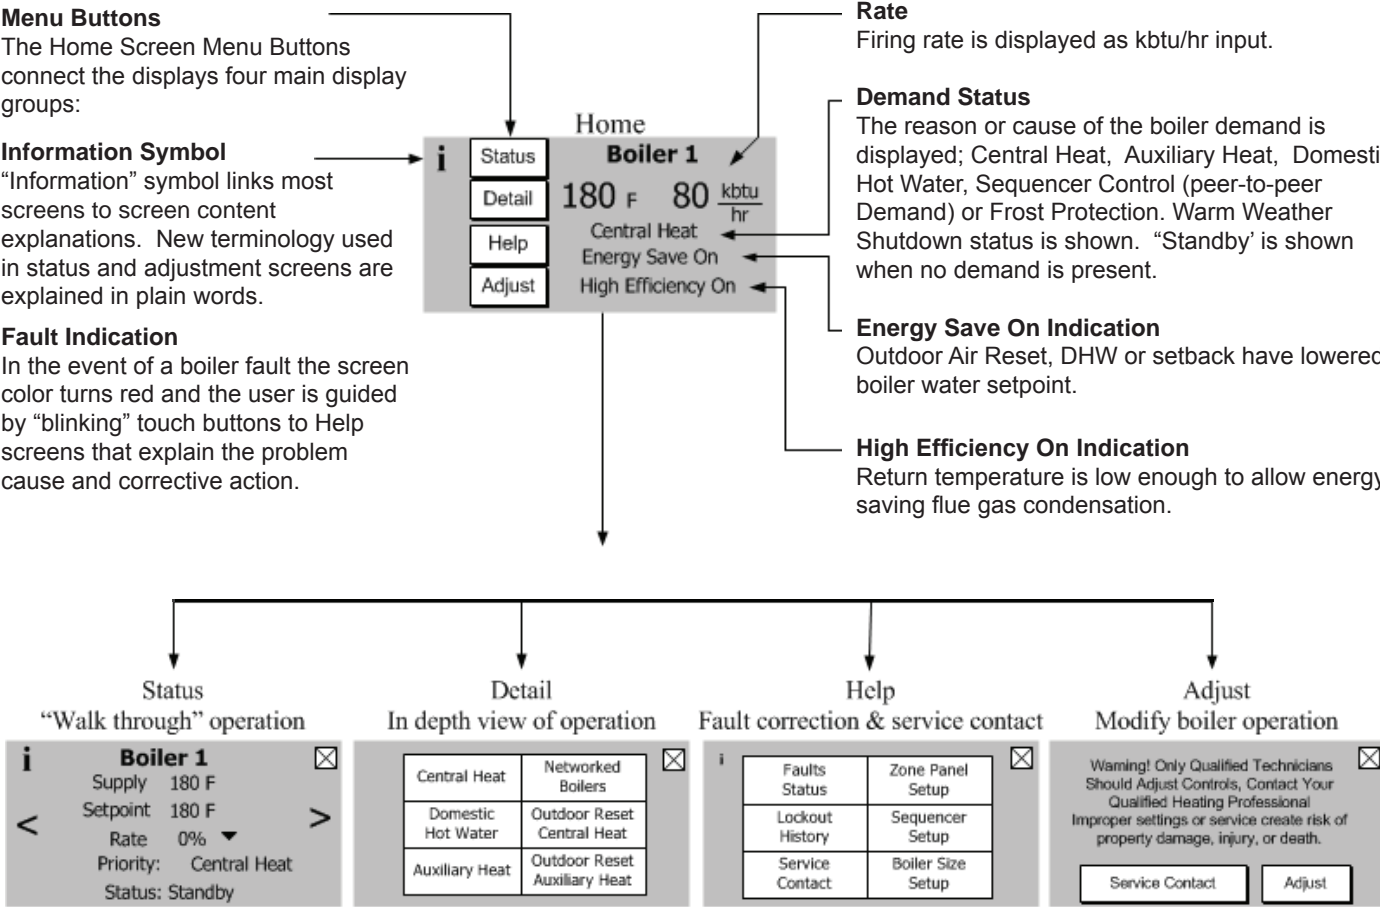 Menu Buttons
The Home Screen Menu Buttons
connect the displays four main display
groups:
Information Symbol
“Information” symbol links most
screens to screen content
explanations. New terminology used
in status and adjustment screens are
explained in plain words.
Fault Indication
In the event of a boiler fault the screen
color turns red and the user is guided
by “blinking” touch buttons to Help
screens that explain the problem
cause and corrective action.
Home
i
Status
Detail
Help
Adjust
Boiler 1
180 F 80 kbtu
hr
Central Heat
Energy Save On
High Efficiency On
Rate
Firing rate is displayed as kbtu/hr input.
Demand Status
The reason or cause of the boiler demand is
displayed; Central Heat, Auxiliary Heat, Domesti
Hot Water, Sequencer Control (peer-to-peer
Demand) or Frost Protection. Warm Weather
Shutdown status is shown. “Standby’ is shown
when no demand is present.
Energy Save On Indication
Outdoor Air Reset, DHW or setback have lowered
boiler water setpoint.
High Efficiency On Indication
Return temperature is low enough to allow energy
saving flue gas condensation.
Status
“Walk through” operation
i
Boiler 1
Supply 180 F
Setpoint 180 F
< >
Rate 0%
Priority: Central Heat
Status: Standby
Detail
In depth view of operation
Central Heat
Networked
Boilers
Domestic
Hot Water
Outdoor Reset
Central Heat
Auxiliary Heat
Outdoor Reset
Auxiliary Heat
Help
Fault correction & service contact
i
Faults
Status
Zone Panel
Setup
Lockout
History
Sequencer
Setup
Service
Contact
Boiler Size
Setup
Adjust
Modify boiler operation
Warning! Only Qualified Technicians
Should Adjust Controls, Contact Your
Qualified Heating Professional
Improper settings or service create risk of
property damage, injury, or death.
Service Contact
Adjust